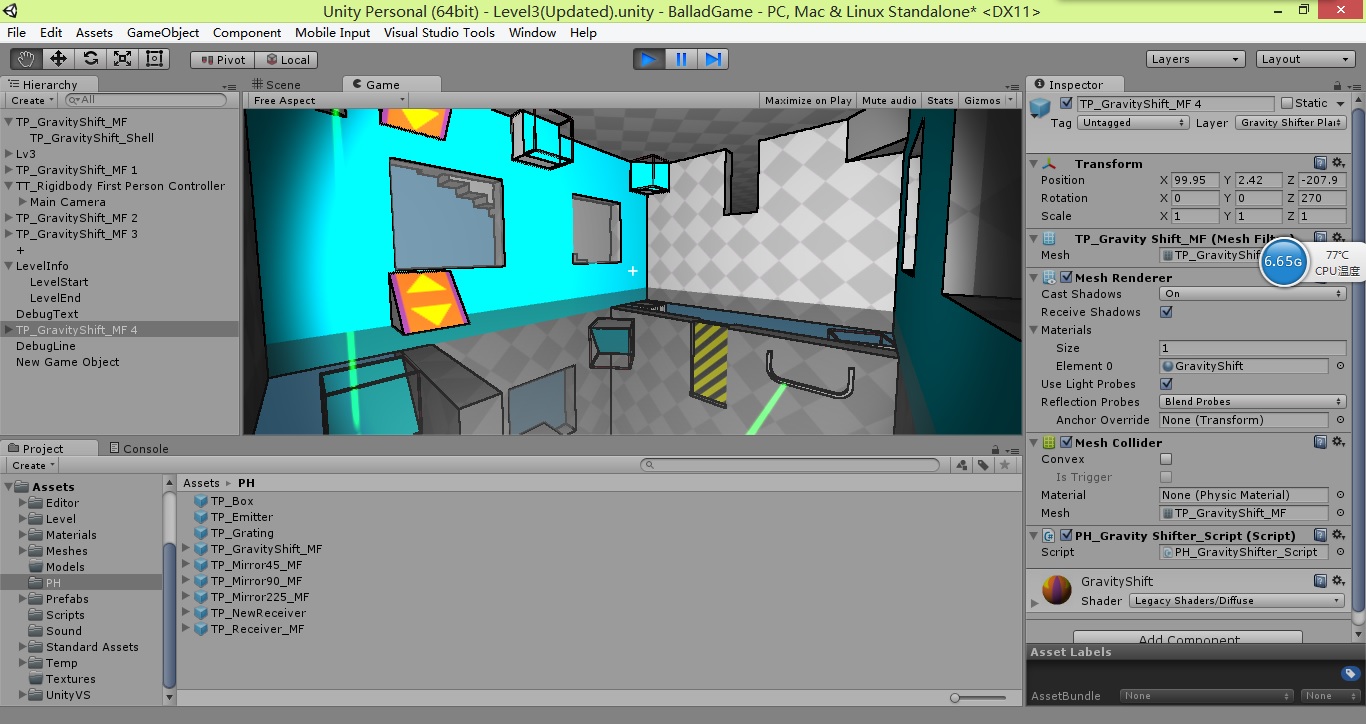 Unity Personal (64bit) - Level3(Updated).unity - BalladGame - PC, Mac & Linux Standalone* <DX11>
File Edit Assets GameObject Component Mobile Input Visual Studio Tools Window Help
Pivot Local Layers Layout
Hierarchy
Create All
TP_GravityShift_MF
TP_GravityShift_Shell
Lv3
TP_GravityShift_MF 1
TT_Rigidbody First Person Controller
Main Camera
TP_GravityShift_MF 2
TP_GravityShift_MF 3
+
LevelInfo
LevelStart
LevelEnd
DebugText
TP_GravityShift_MF 4
DebugLine
New Game Object
Scene Game
Free Aspect Maximize on Play Mute audio Stats Gizmos
Project Console
Create
Assets
Editor
Level
Materials
Meshes
Models
PH
Prefabs
Scripts
Sound
Standard Assets
Temp
Textures
UnityVS
Assets ▸ PH
TP_Box
TP_Emitter
TP_Grating
TP_GravityShift_MF
TP_Mirror45_MF
TP_Mirror90_MF
TP_Mirror225_MF
TP_NewReceiver
TP_Receiver_MF
Inspector
TP_GravityShift_MF 4 Static
Tag Untagged Layer Gravity Shifter Pla
Transform
Position X 99.95 Y 2.42 Z -207.9
Rotation X 0 Y 0 Z 270
Scale X 1 Y 1 Z 1
TP_Gravity Shift_MF (Mesh Filter)
Mesh TP_GravityShif
6.65G 77℃
CPU温度
Mesh Renderer
Cast Shadows On
Receive Shadows
Materials
Size 1
Element 0 GravityShift
Use Light Probes
Reflection Probes Blend Probes
Anchor Override None (Transform)
Mesh Collider
Convex
Is Trigger
Material None (Physic Material)
Mesh TP_GravityShift_MF
PH_Gravity Shifter_Script (Script)
Script PH_GravityShifter_Script
GravityShift
Shader Legacy Shaders/Diffuse
Add Component
Asset Labels
AssetBundle None None